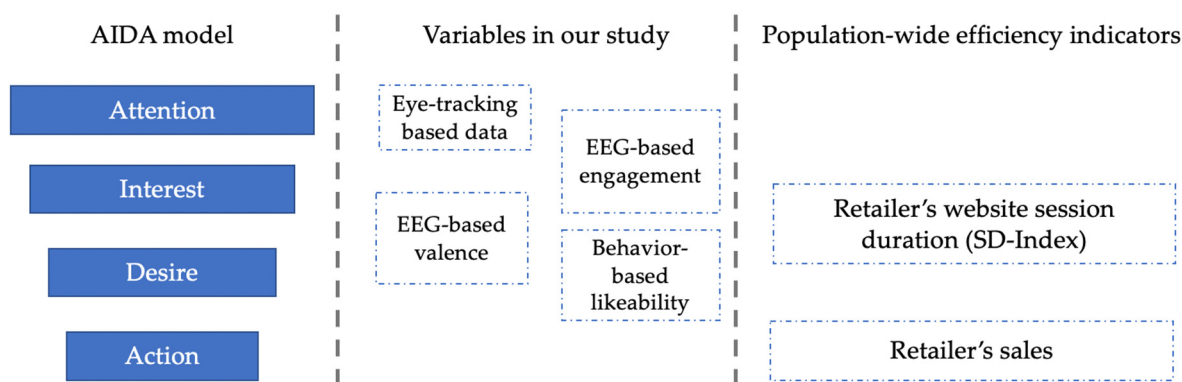 AIDA model
Attention
Interest
Desire
Action
Variables in our study
Eye-tracking
based data
EEG-based
engagement
EEG-based
valence
Behavior-
based
likeability
Population-wide efficiency indicators
Retailer’s website session
duration (SD-Index)
Retailer’s sales